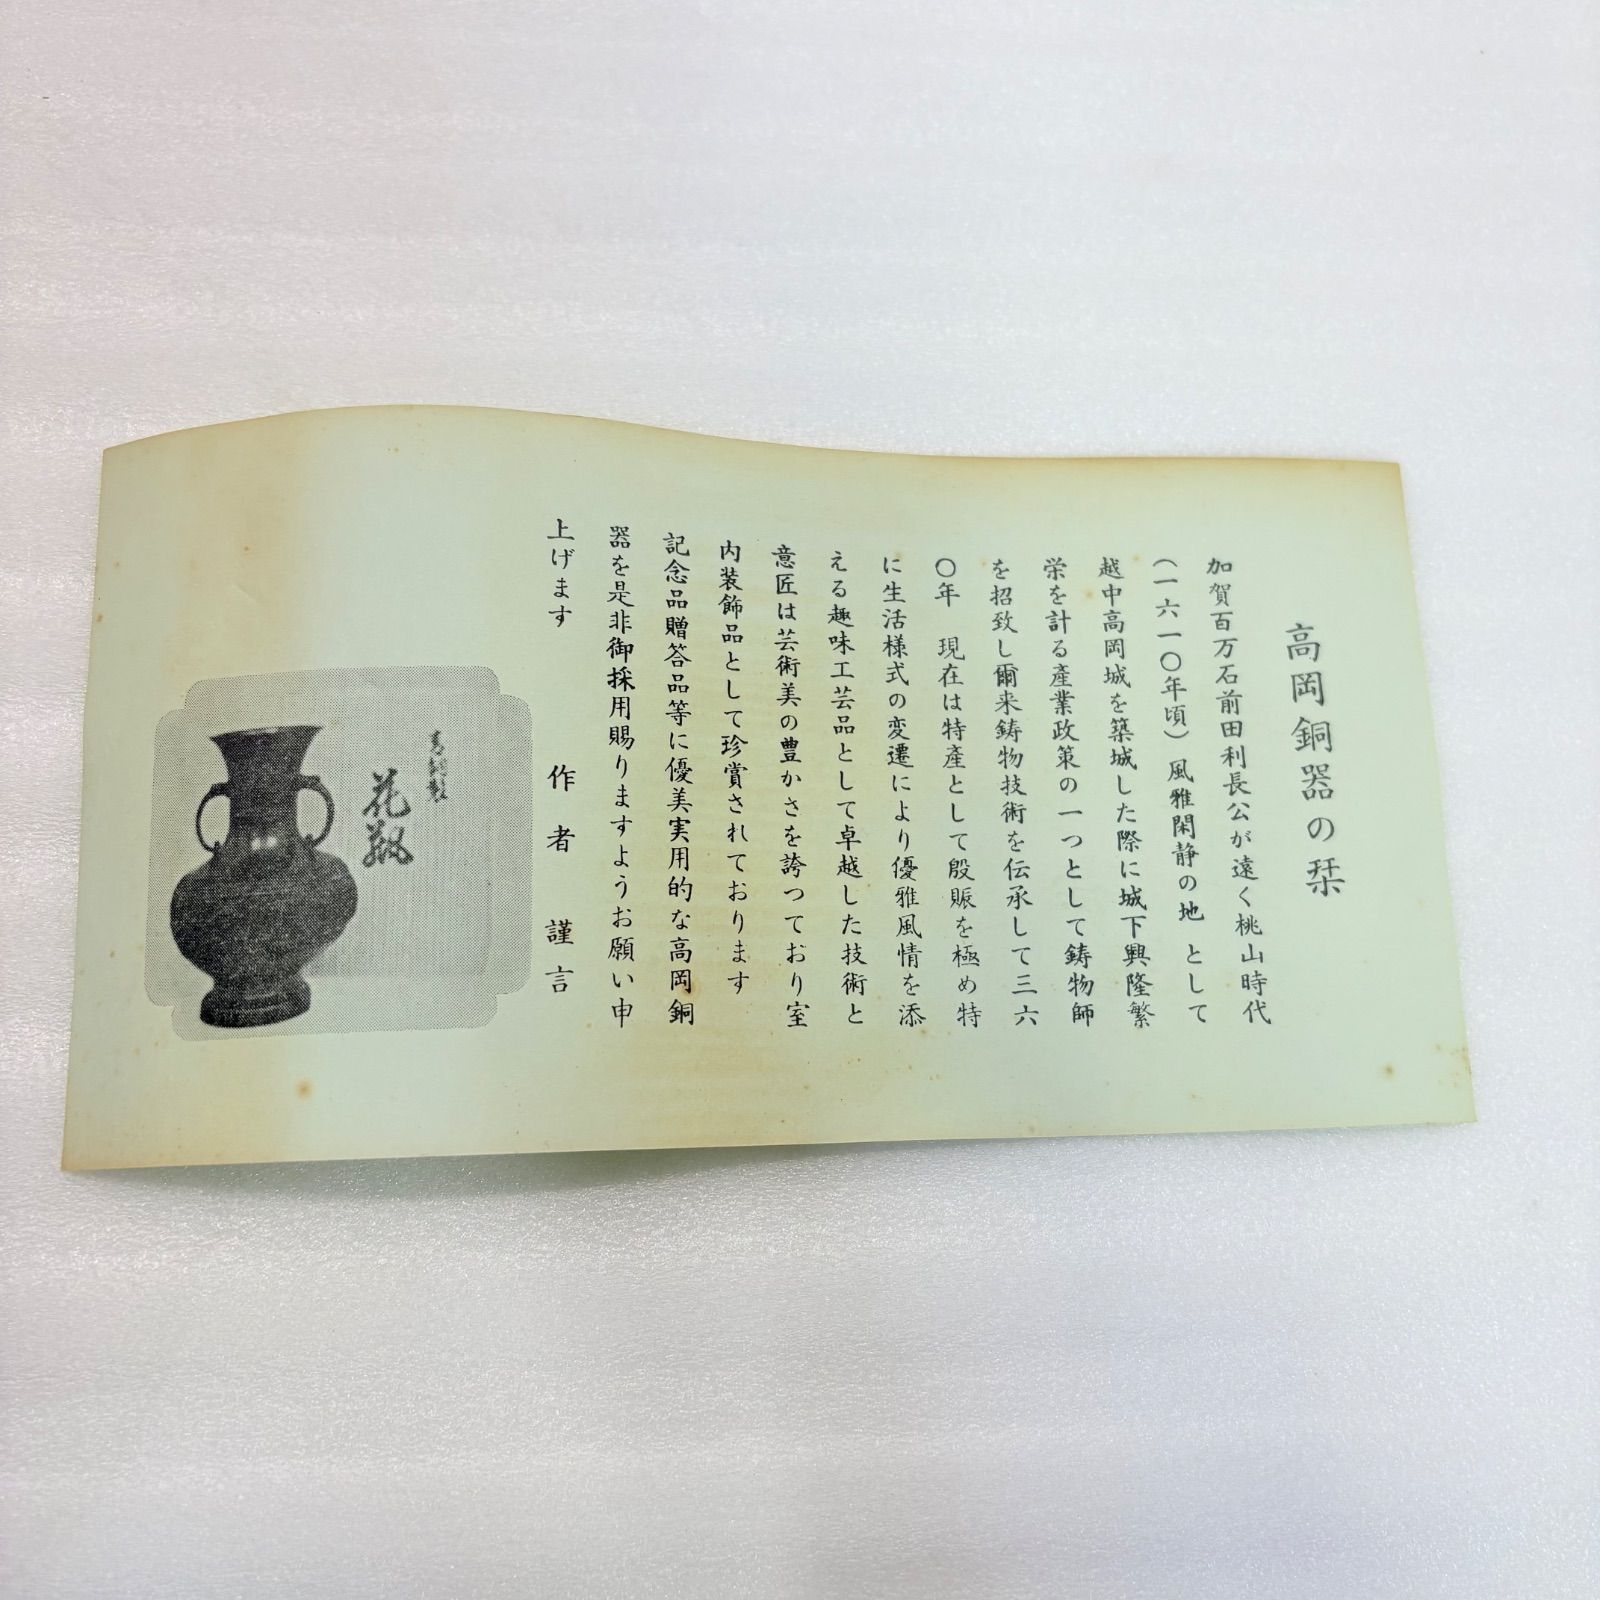 高岡銅器の栞
加賀百万石前田利長公が遠く桃山時代
(一六一〇年頃)風雅閑静の地として
越中高岡城を築城した際に城下興隆繁
栄を計る産業政策の一つとして鋳物師
を招致し爾来鋳物技術を伝承して三六
〇年 現在は特産として殷賑を極め特
に生活様式の変遷により優雅風情を添
える趣味工芸品として卓越した技術と
意匠は芸術美の豊かさを誇つており室
内装飾品として珍賞されております
記念品贈答品等に優美実用的な高岡銅
器を是非御採用賜りますようお願い申
上げます
作者 謹言
花瓶